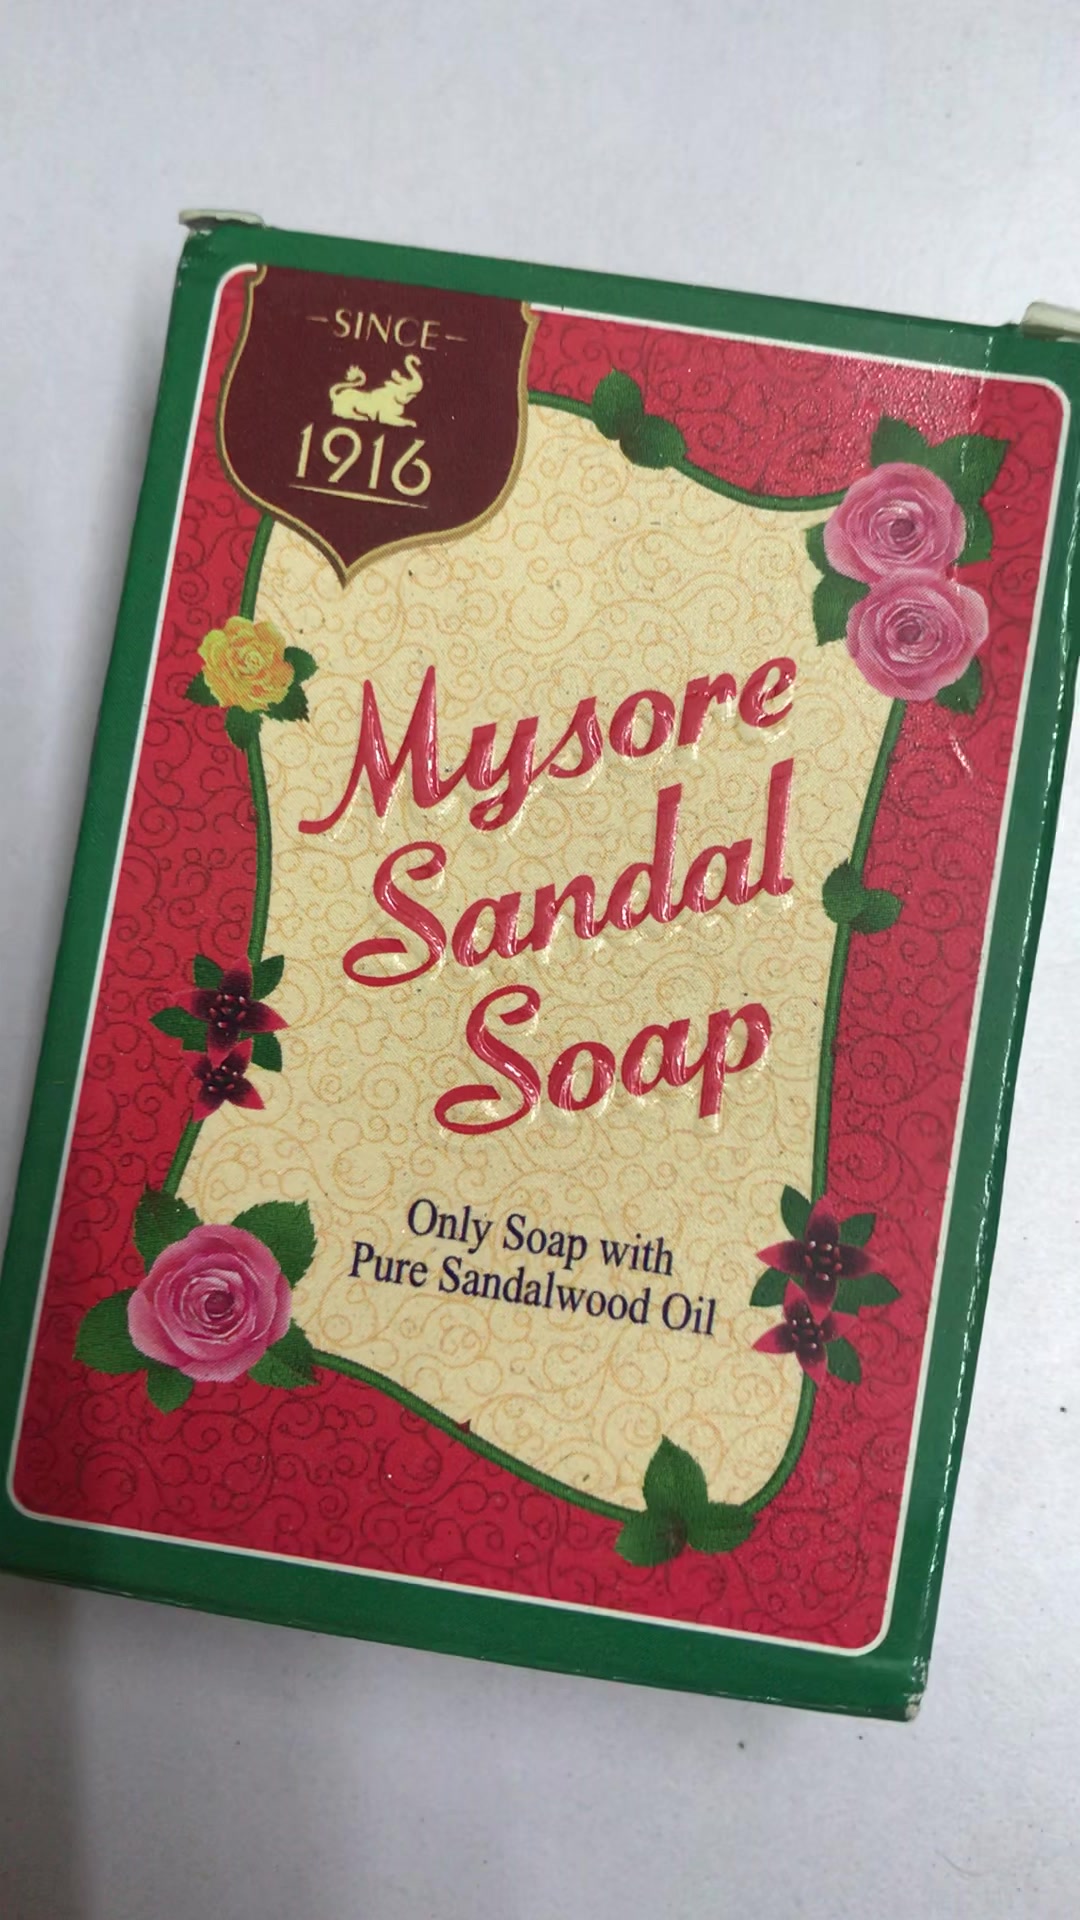 -SINCE-
1916
Mysore
Sandal
Soap
Only Soap with
Pure Sandalwood Oil